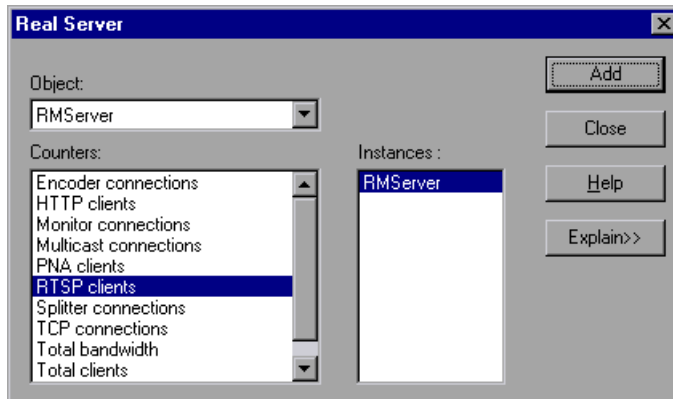 Real Server
Object:
RMServer
Counters:
Encoder connections
HTTP clients
Monitor connections
Multicast connections
PNA clients
RTSP clients
Splitter connections
TCP connections
Total bandwidth
Total clients
Instances :
RMServer
Add
Close
Help
Explain>>